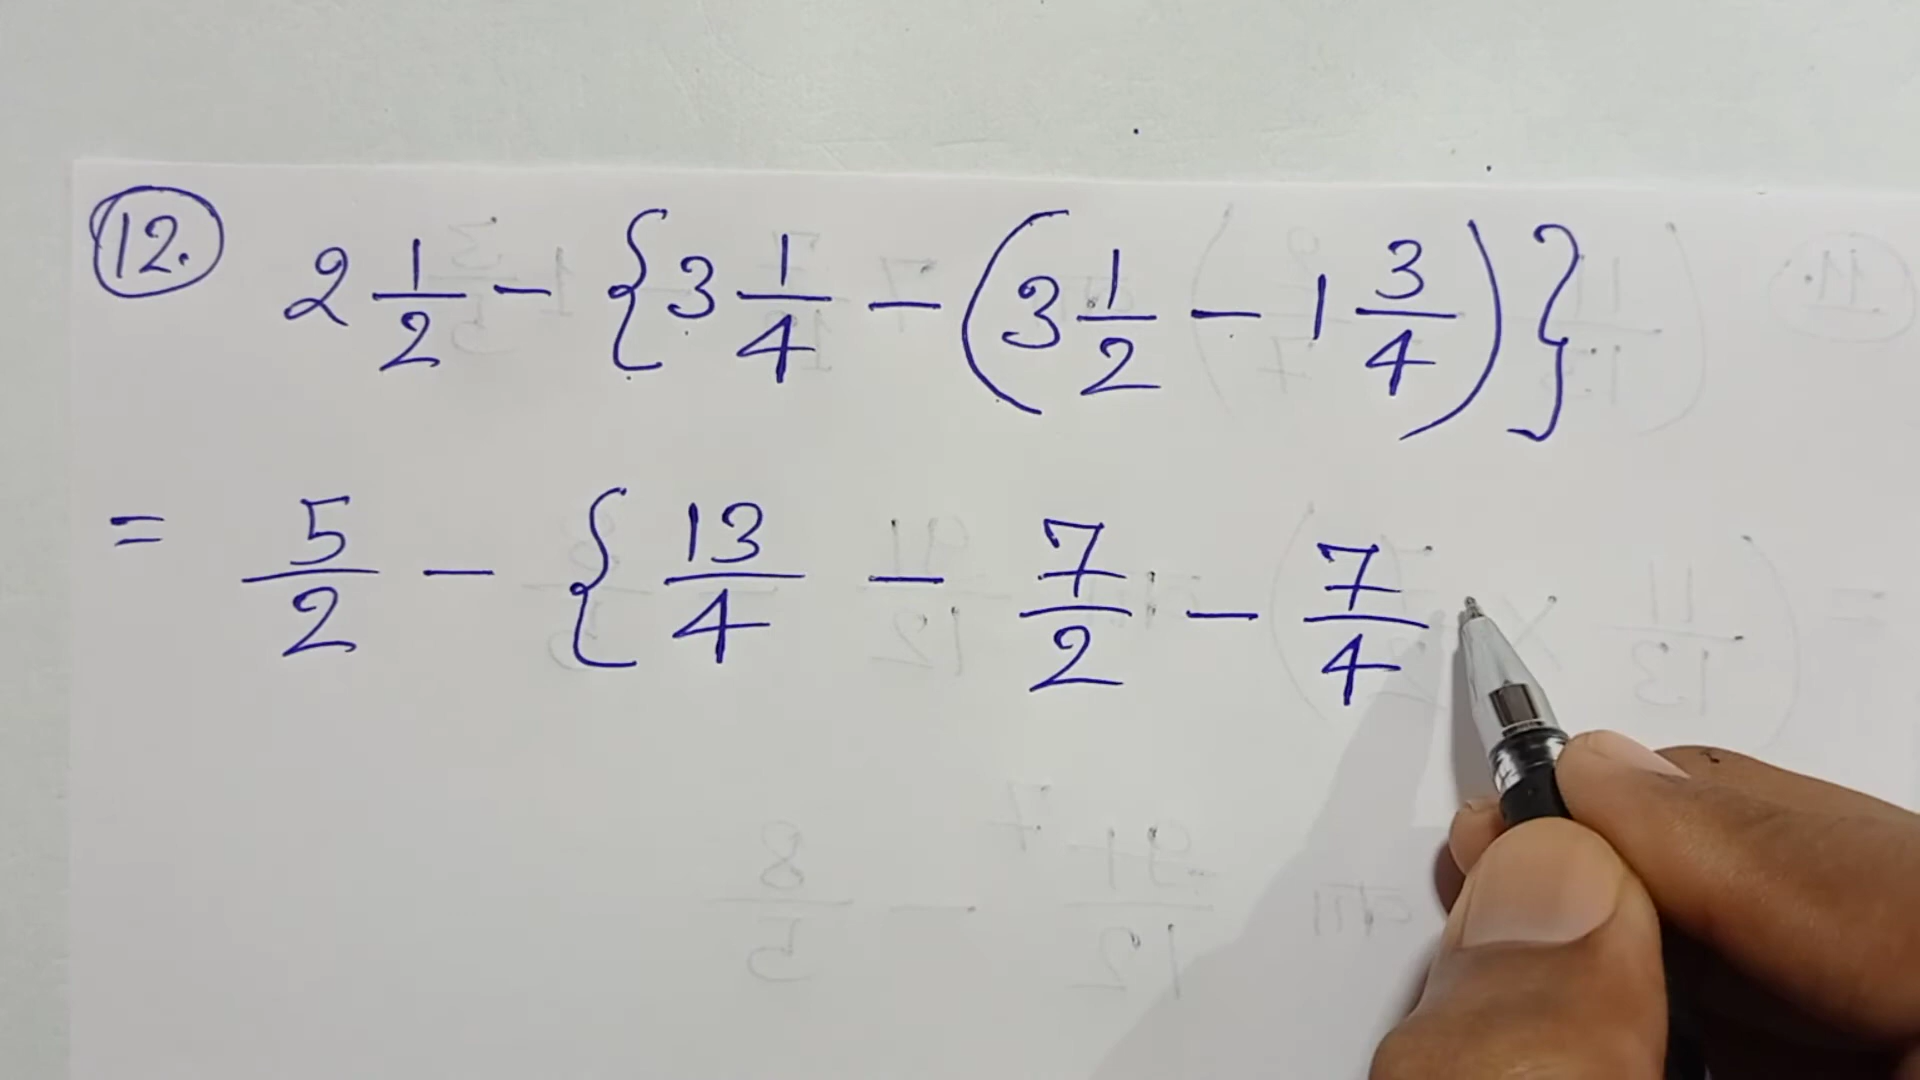 12. 2 1/2 - {3 1/4 - (3 1/2 - 1 3/4)}
= 5/2 - { 13/4 - 7/2 - 7/4